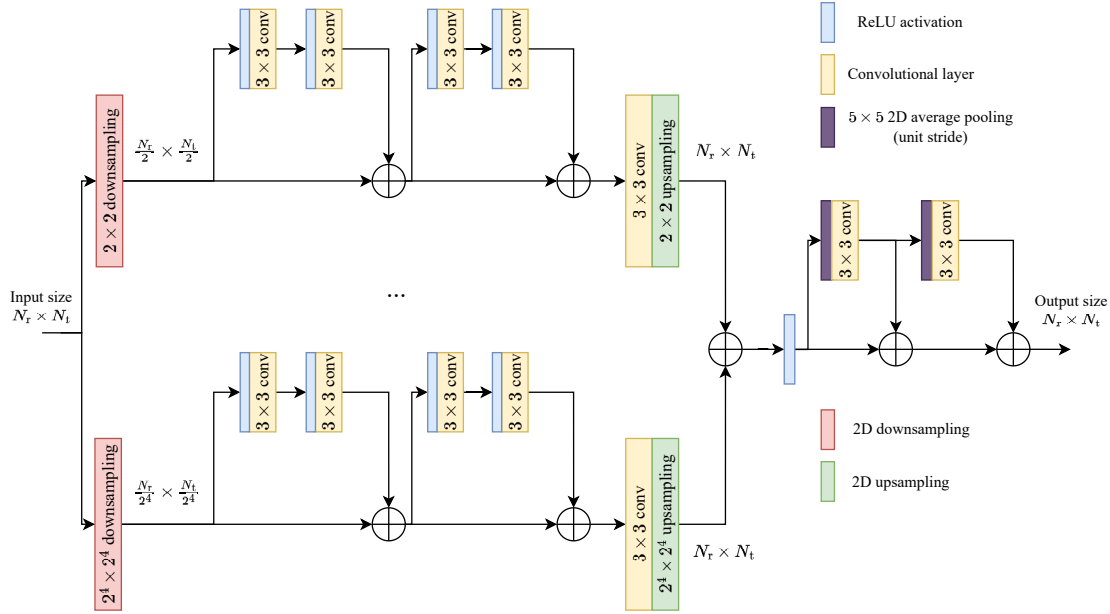 ReLU activation
Convolutional layer
5 × 5 2D average pooling
(unit stride)
3 × 3 conv
3 × 3 conv
3 × 3 conv
3 × 3 conv
2 × 2 downsampling
N_r/2 × N_t/2
3 × 3 conv
2 × 2 upsampling
N_r × N_t
3 × 3 conv
3 × 3 conv
Input size
N_r × N_t
...
Output size
N_r × N_t
3 × 3 conv
3 × 3 conv
3 × 3 conv
3 × 3 conv
2^4 × 2^4 downsampling
N_r/2^4 × N_t/2^4
3 × 3 conv
2^4 × 2^4 upsampling
N_r × N_t
2D downsampling
2D upsampling